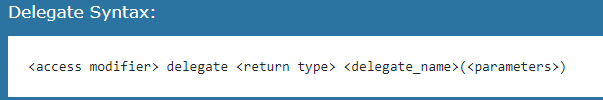 Delegate Syntax:
<access modifier> delegate <return type> <delegate_name>(<parameters>)